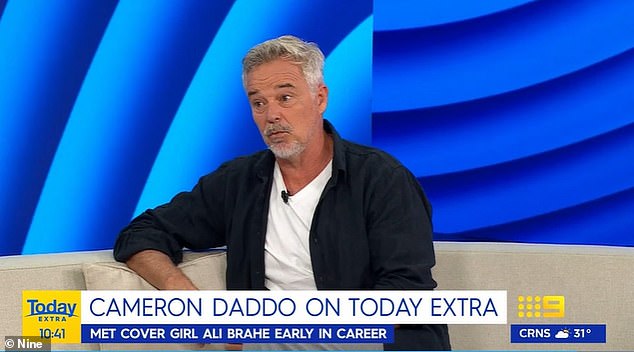 CAMERON DADDO ON TODAY EXTRA
MET COVER GIRL ALI BRAHE EARLY IN CAREER
Today
EXTRA
10:41
9
CRNS 31°
© Nine